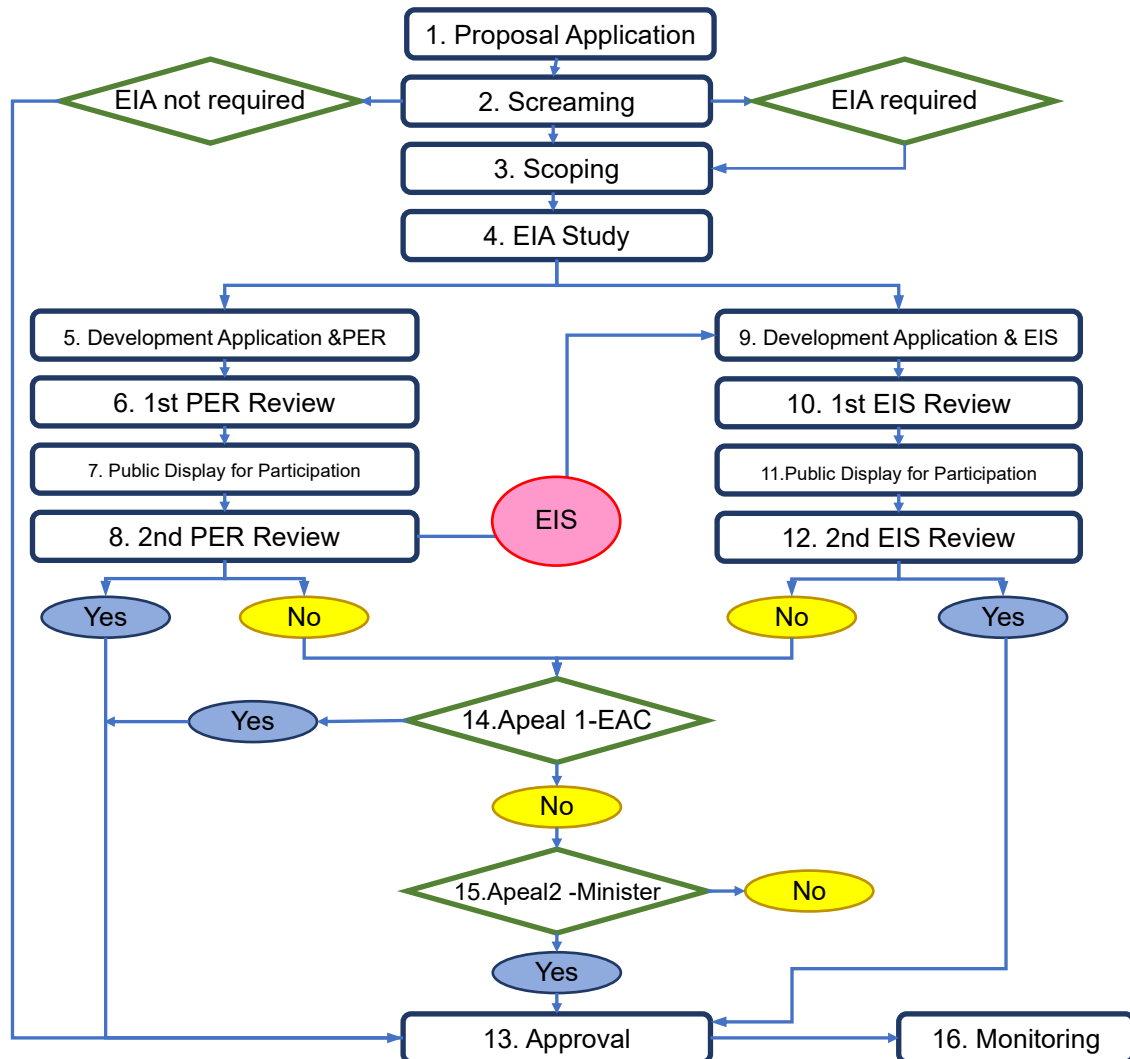 1. Proposal Application
EIA not required
2. Screaming
EIA required
3. Scoping
4. EIA Study
5. Development Application &PER
9. Development Application & EIS
6. 1st PER Review
10. 1st EIS Review
7. Public Display for Participation
11.Public Display for Participation
EIS
8. 2nd PER Review
12. 2nd EIS Review
Yes
No
No
Yes
14.Apeal 1-EAC
Yes
No
15.Apeal2 -Minister
No
Yes
13. Approval
16. Monitoring